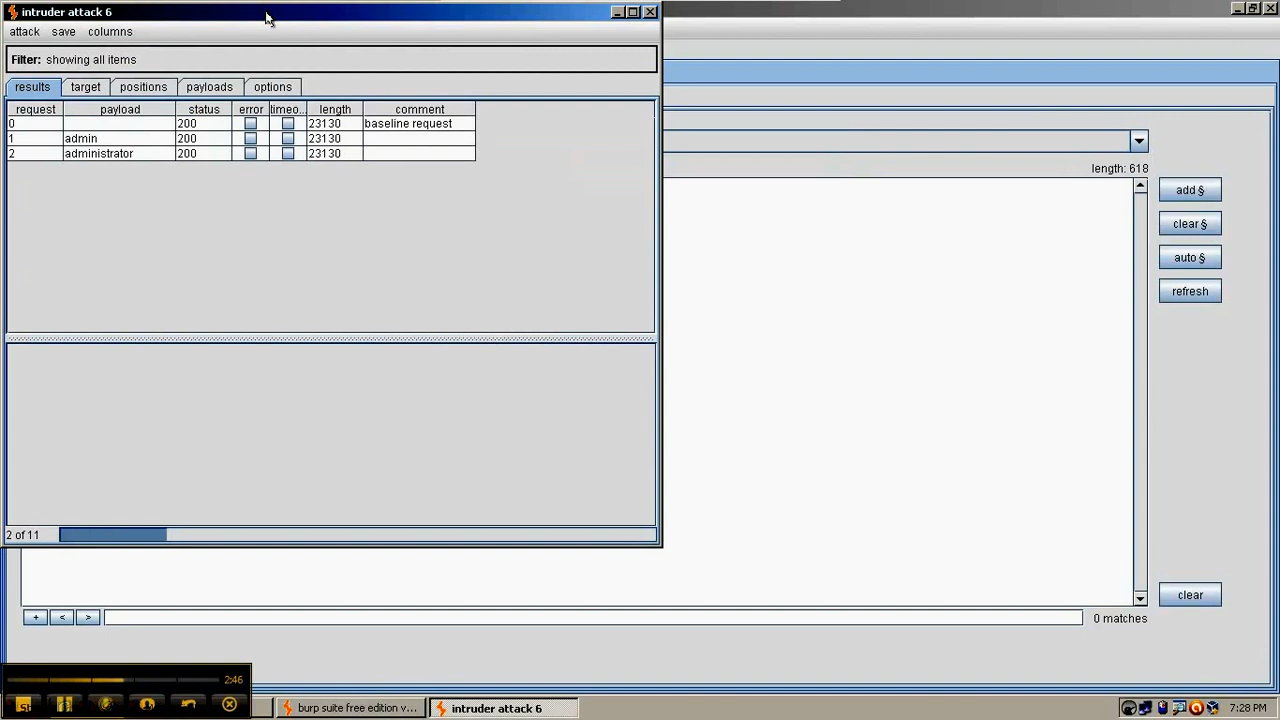 intruder attack 6
attack save columns
Filter: showing all items
results target positions payloads options
request payload status error timeo... length comment
0 200 23130 baseline request
1 admin 200 23130
2 administrator 200 23130
length: 618
add §
clear §
auto §
refresh
2 of 11
clear
+ < >
0 matches
2:46
burp suite free edition v... intruder attack 6 7:28 PM